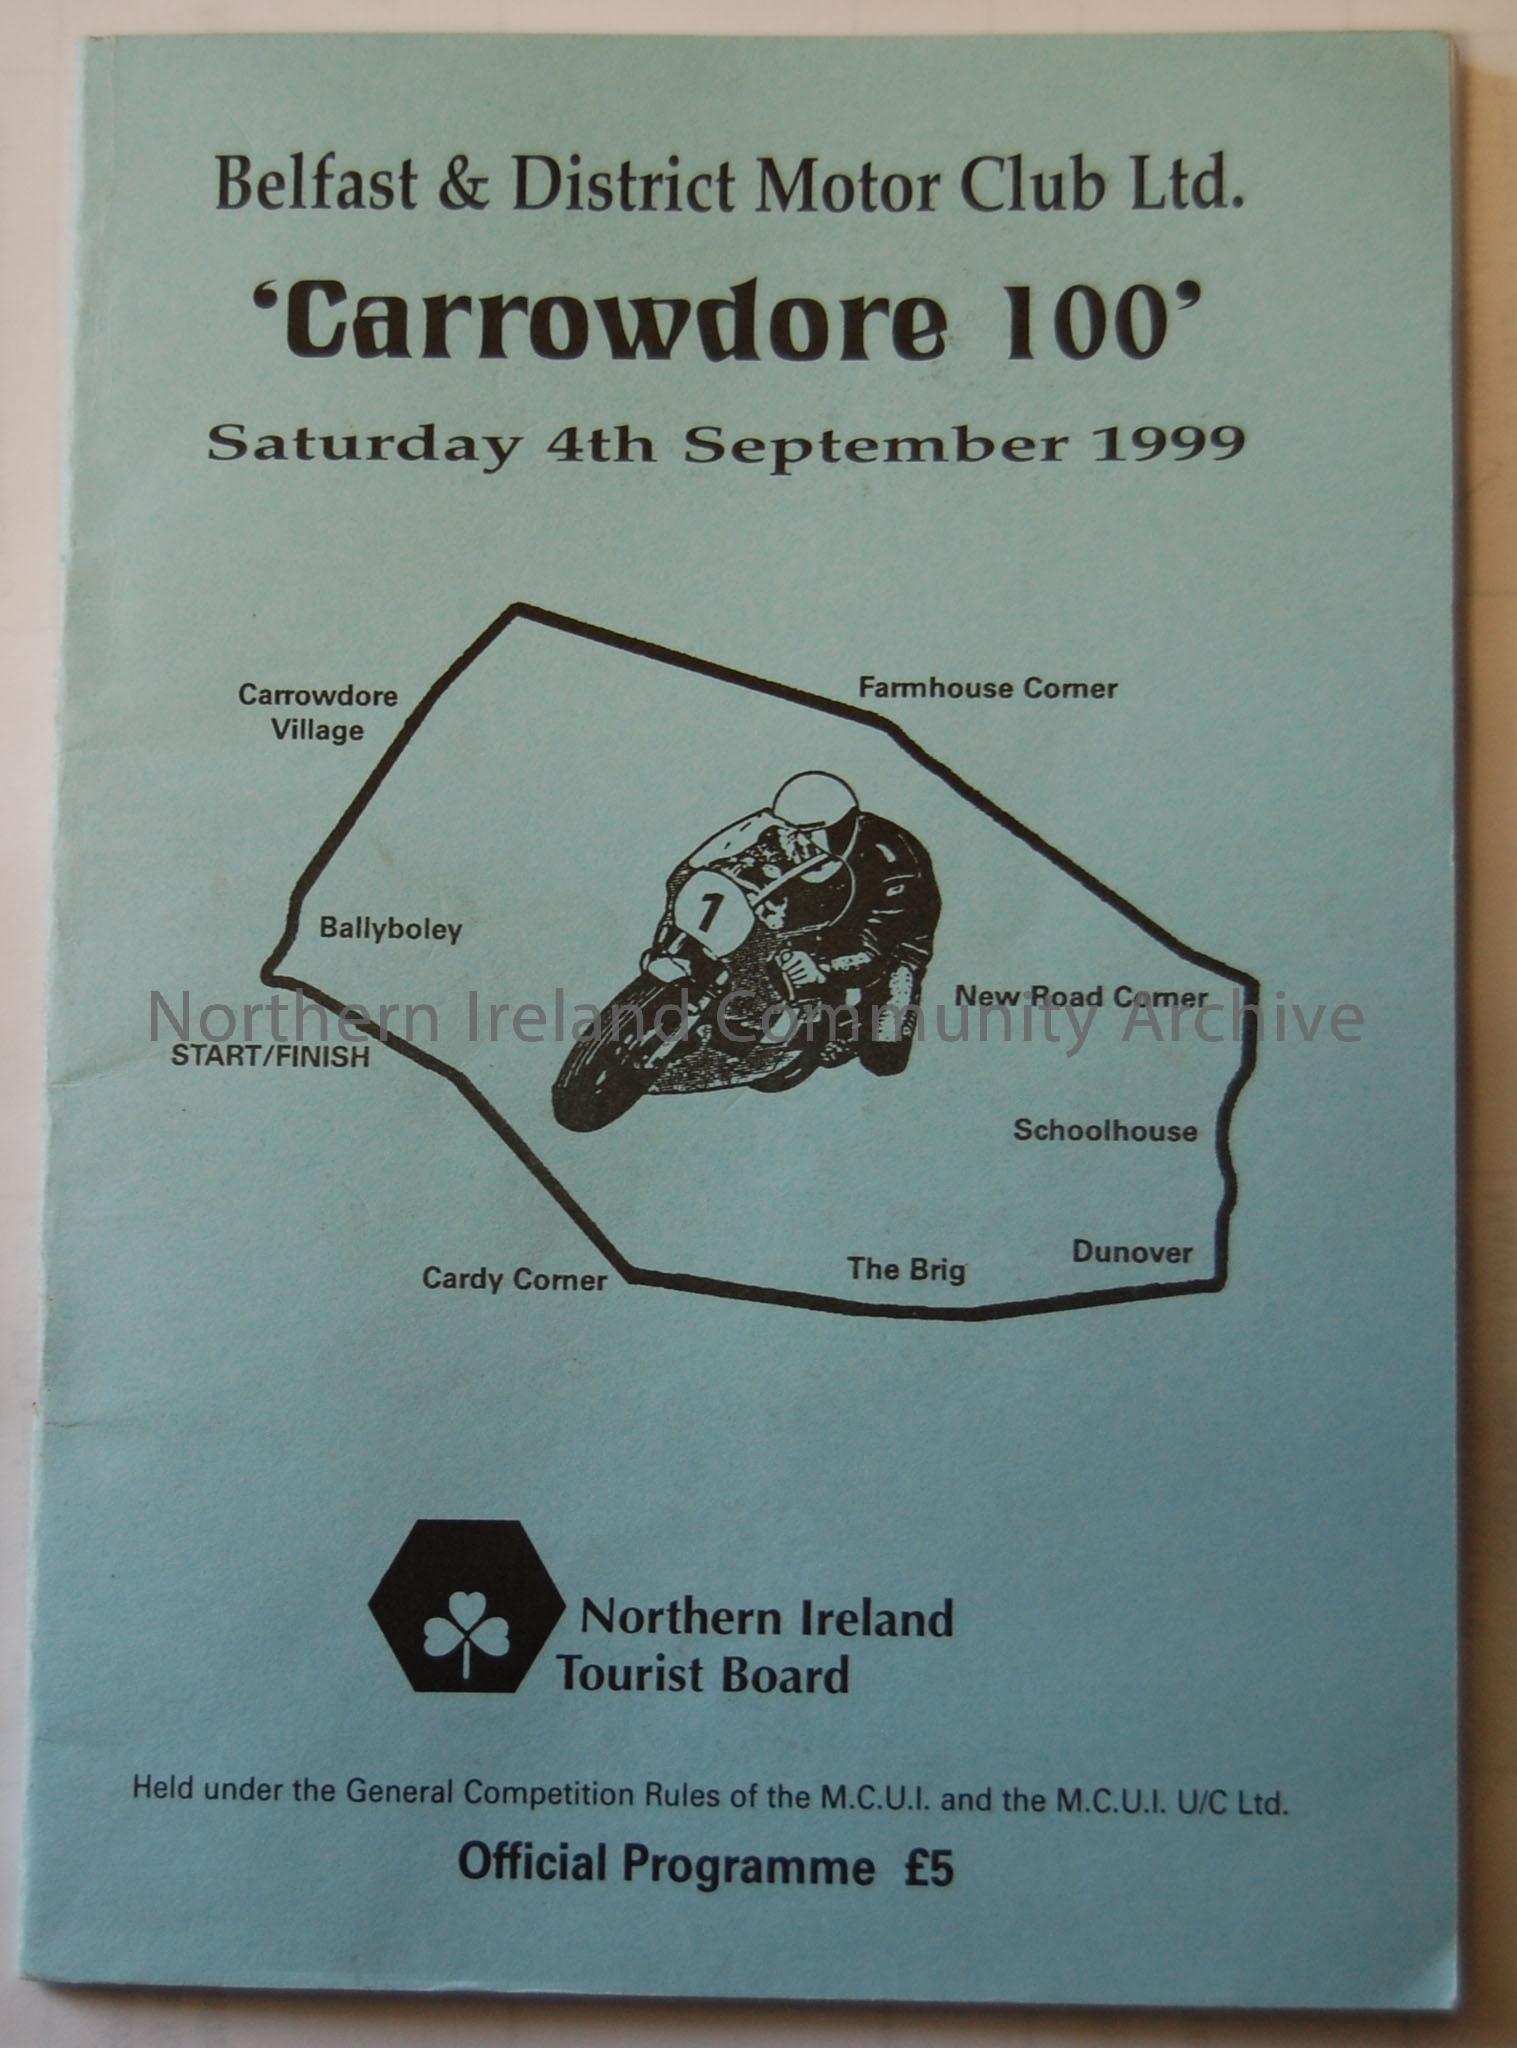 Belfast & District Motor Club Ltd.
‘Carrowdore 100’
Saturday 4th September 1999
Farmhouse Corner
Carrowdore
Village
1
Ballyboley
New Road Corner
Northern Ireland Community Archive
START/FINISH
Schoolhouse
Dunover
The Brig
Cardy Corner
Northern Ireland
Tourist Board
Held under the General Competition Rules of the M.C.U.I. and the M.C.U.I. U/C Ltd.
Official Programme £5